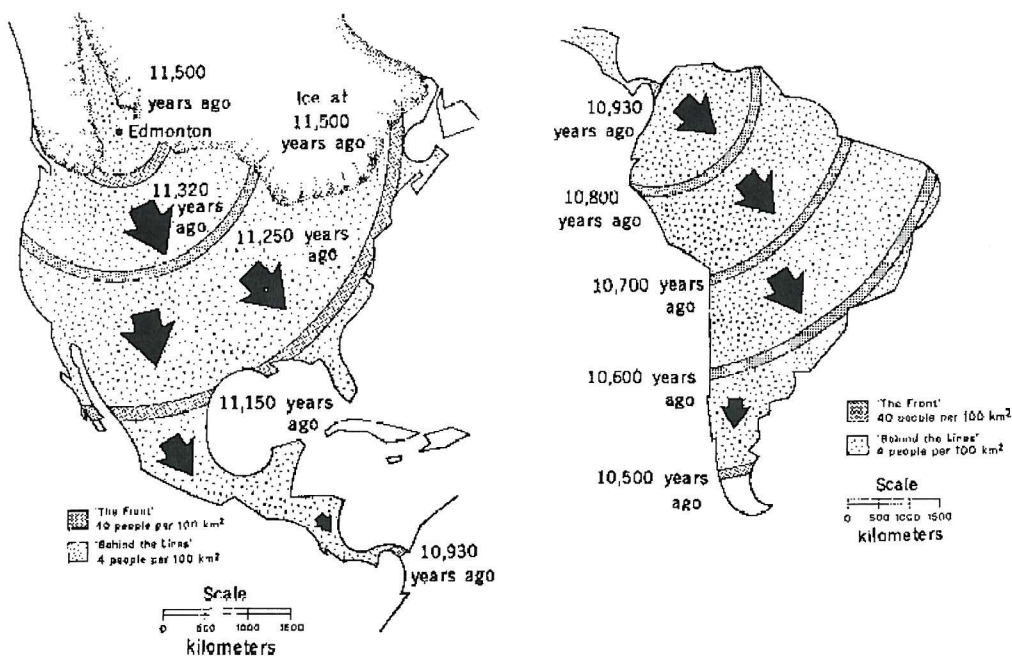 11,500
years ago
Edmonton
Ice at
11,500
years ago
11,320
years
ago
11,250 years
ago
11,150 years
ago
10,930
years ago
'The Front'
40 people per 100 km²
'Behind the Lines'
4 people per 100 km²
Scale
0 500 1000 1500
kilometers
10,930
years ago
10,800
years ago
10,700 years
ago
10,600 years
ago
10,500 years
ago
'The Front'
40 people per 100 km²
'Behind the Lines'
4 people per 100 km²
Scale
0 500 1000 1500
kilometers